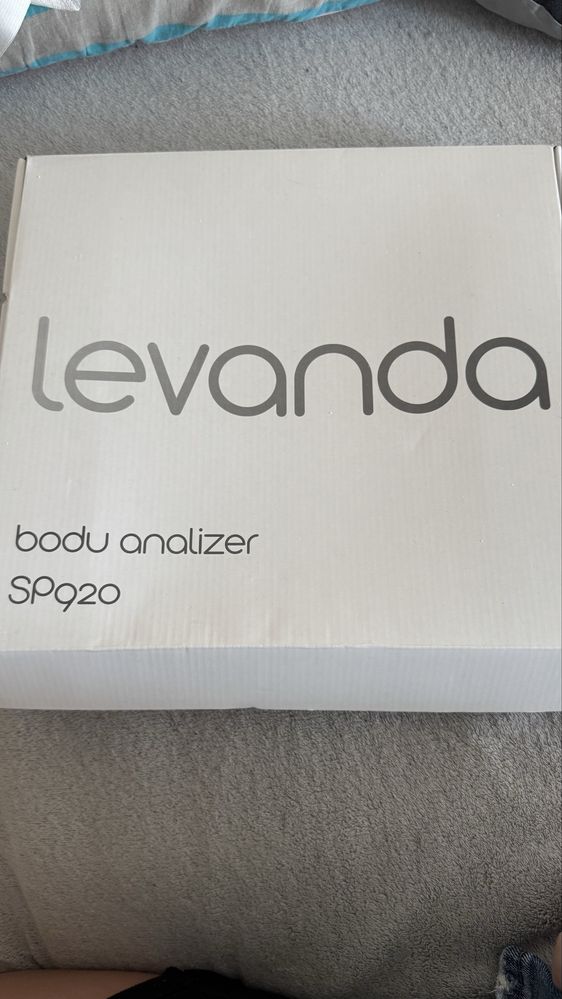 levanda
bodu analizer
SP920